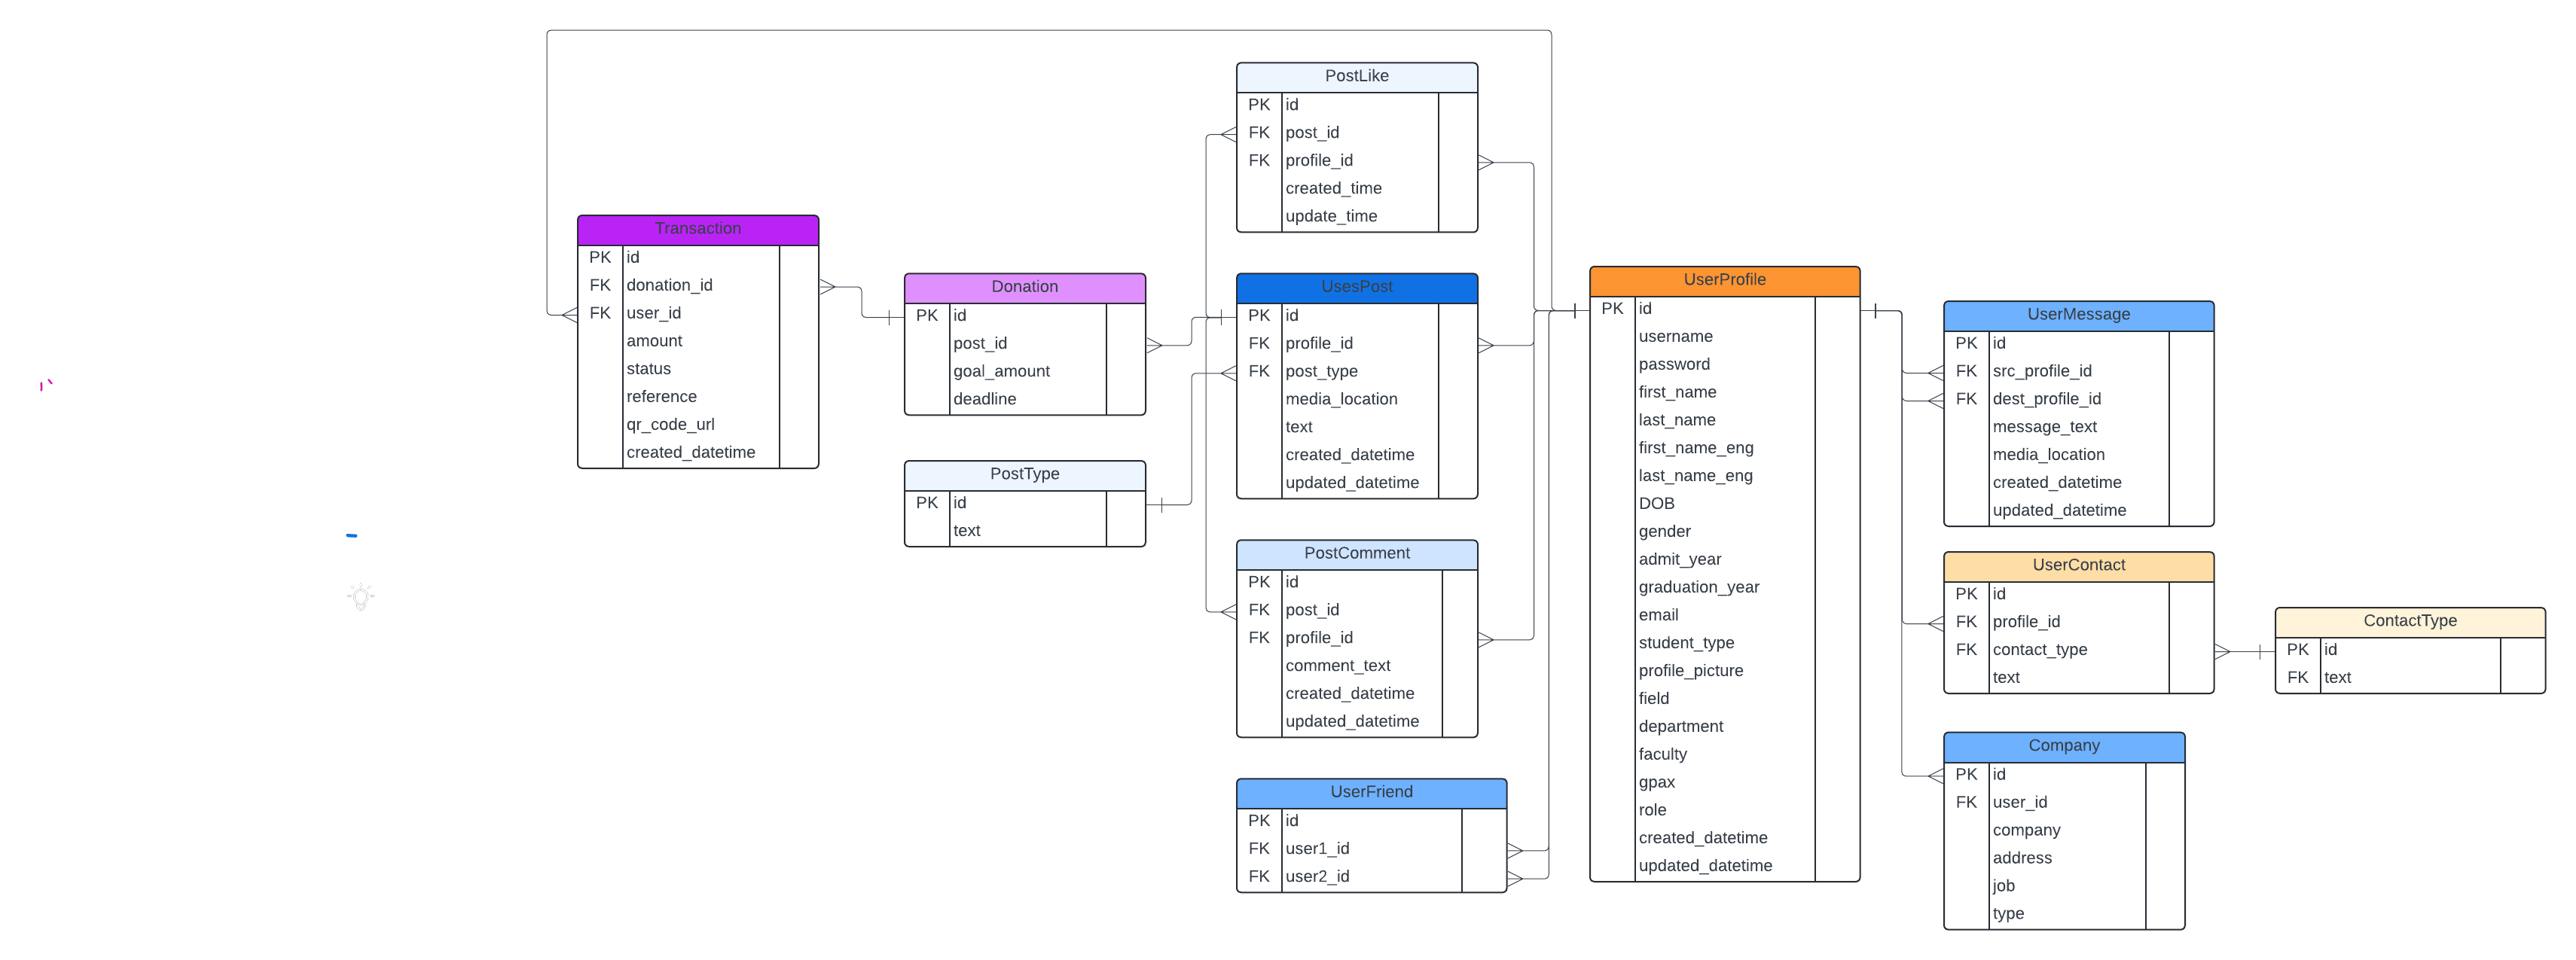 PostLike
PK id
FK post_id
FK profile_id
created_time
update_time
Transaction
PK id
FK donation_id
FK user_id
amount
status
reference
qr_code_url
created_datetime
Donation
PK id
post_id
goal_amount
deadline
PostType
PK id
text
UsesPost
PK id
FK profile_id
FK post_type
media_location
text
created_datetime
updated_datetime
PostComment
PK id
FK post_id
FK profile_id
comment_text
created_datetime
updated_datetime
UserFriend
PK id
FK user1_id
FK user2_id
UserProfile
PK id
username
password
first_name
last_name
first_name_eng
last_name_eng
DOB
gender
admit_year
graduation_year
email
student_type
profile_picture
field
department
faculty
gpax
role
created_datetime
updated_datetime
UserMessage
PK id
FK src_profile_id
FK dest_profile_id
message_text
media_location
created_datetime
updated_datetime
UserContact
PK id
FK profile_id
FK contact_type
text
ContactType
PK id
FK text
Company
PK id
FK user_id
company
address
job
type